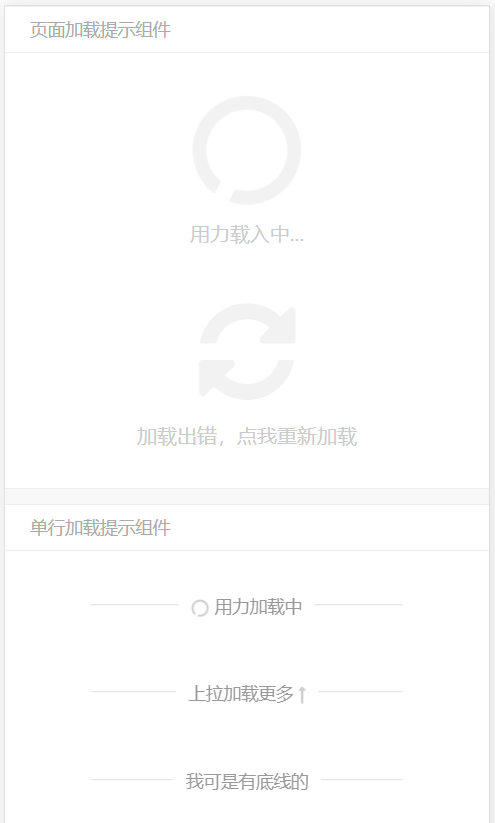 页面加载提示组件
用力载入中...
加载出错，点我重新加载
单行加载提示组件
用力加载中
上拉加载更多
我可是有底线的